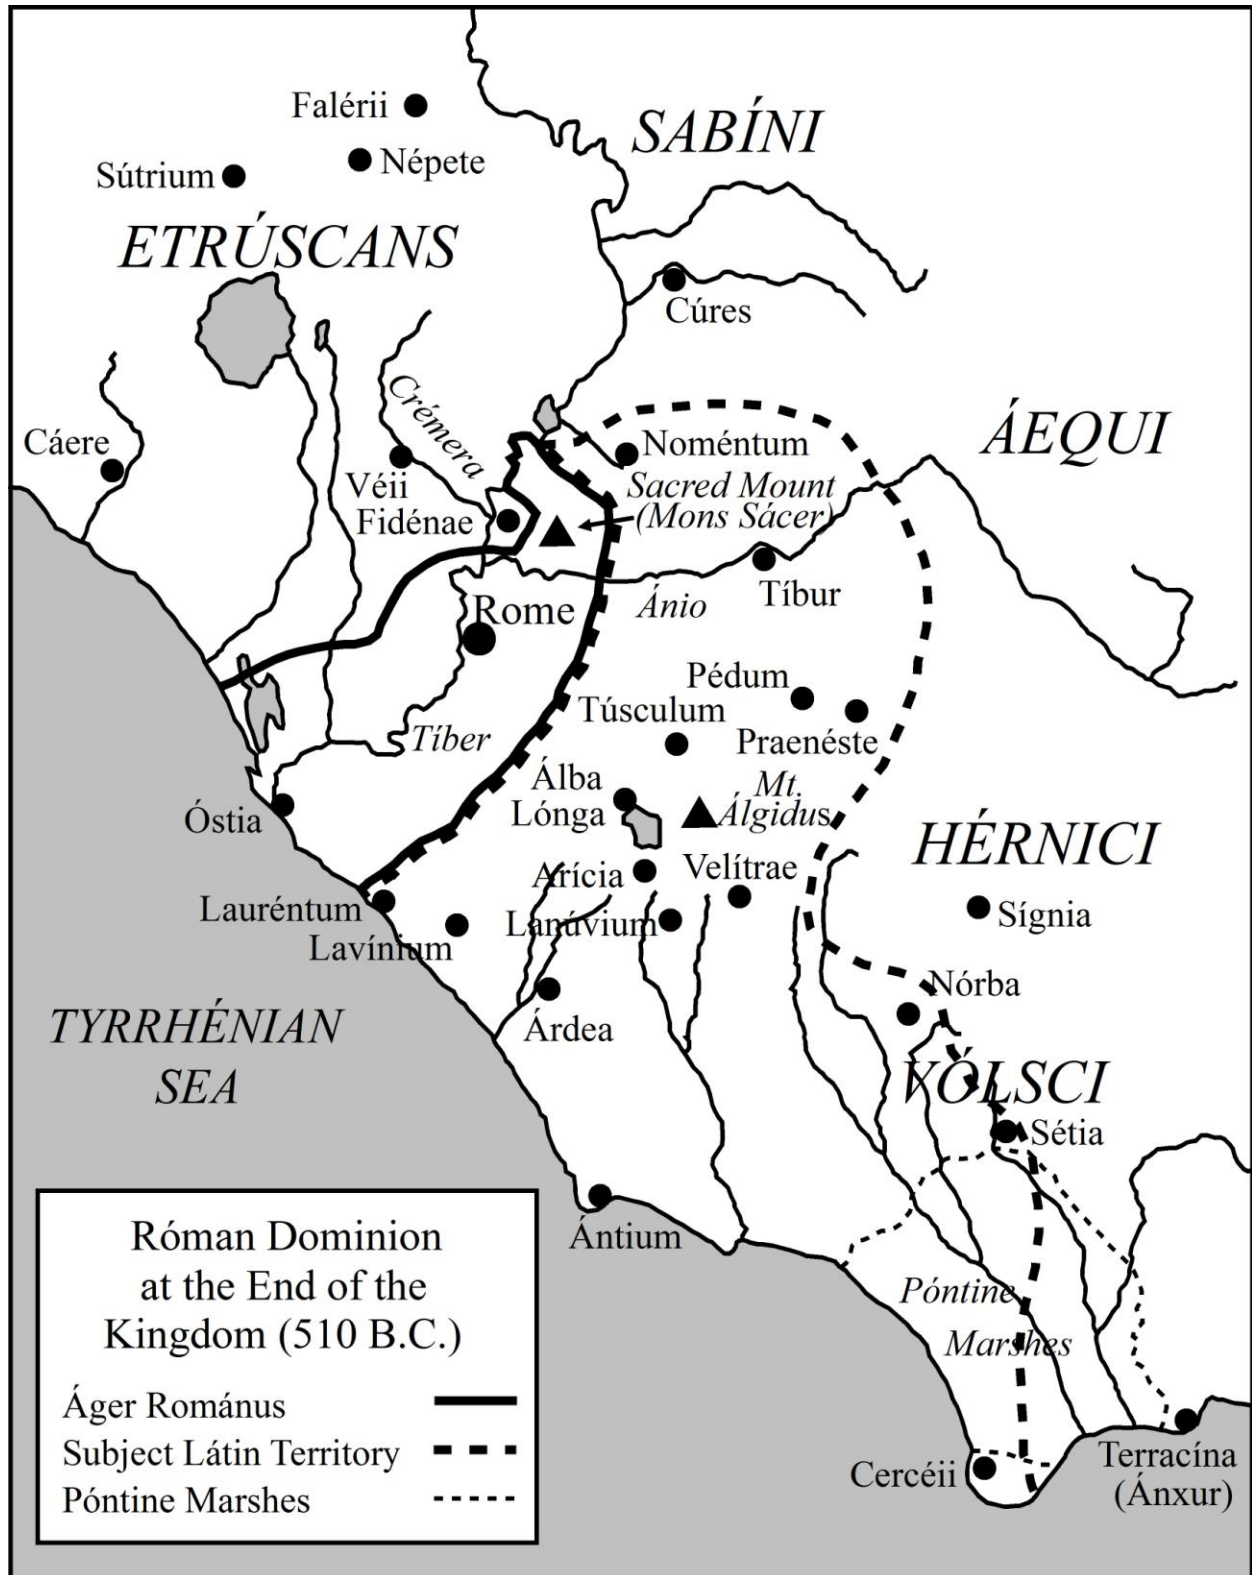 Falérii
SABÍNI
Népete
Sútrium
ETRÚSCANS
Cúres
Crémera
ÁEQUI
Cáere
Noméntum
Véii
Sacred Mount
(Mons Sácer)
Fidénae
Tíbur
Ánio
Rome
Pédum
Túsculum
Praenéste
Tíber
Mt.
Álgidus
Álba
Lónga
Óstia
HÉRNICI
Arícia
Velítrae
Lauréntum
Sígnia
Lanúvium
Lavínium
Nórba
TYRRHÉNIAN
SEA
Árdea
VÓLSCI
Sétia
Ántium
Póntine
Marshes
Cercéii
Terracína
(Ánxur)
Róman Dominion
at the End of the
Kingdom (510 B.C.)
Áger Románus
Subject Látin Territory
Póntine Marshes